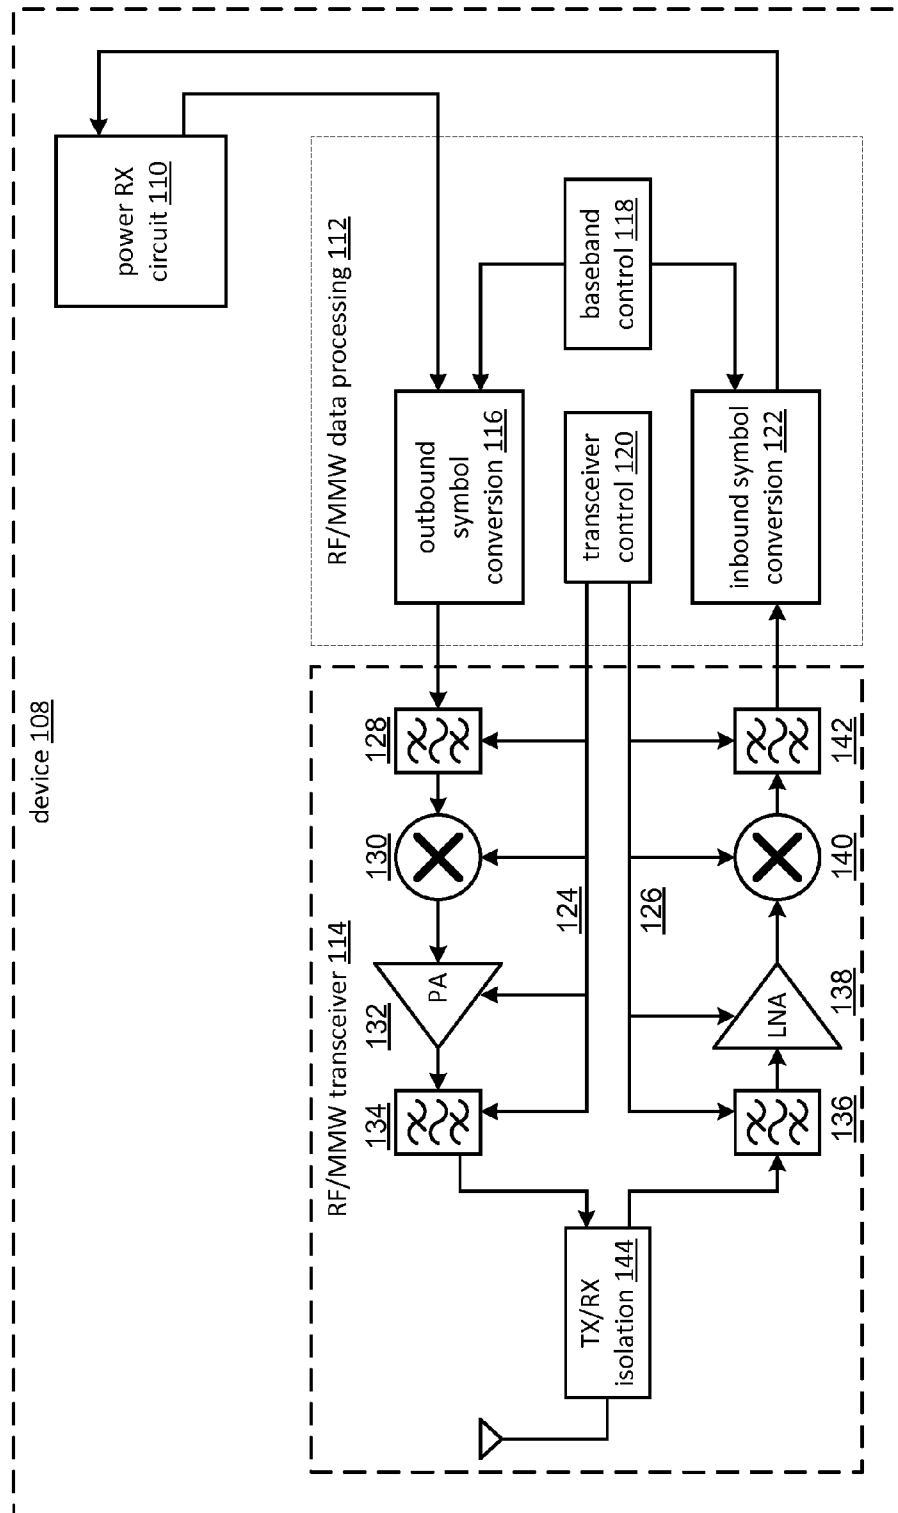 device 108
power RX
circuit 110
RF/MMW data processing 112
outbound
symbol
conversion 116
baseband
control 118
transceiver
control 120
inbound symbol
conversion 122
RF/MMW transceiver 114
128
130
PA
132
134
124
126
142
140
LNA
138
136
TX/RX
isolation 144